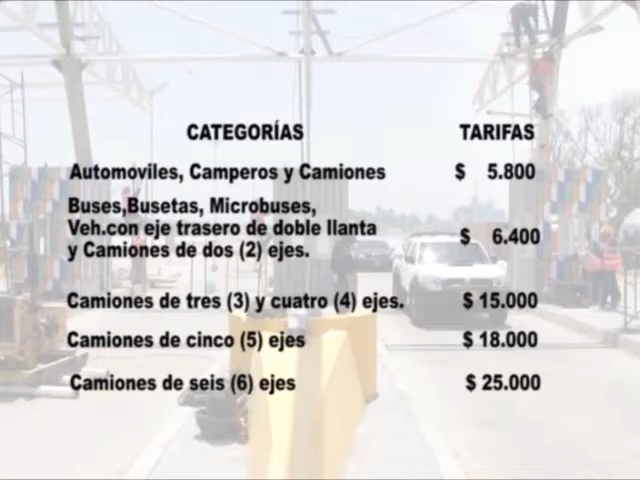 CATEGORÍAS TARIFAS
Automoviles, Camperos y Camiones $ 5.800
Buses,Busetas, Microbuses,
Veh.con eje trasero de doble llanta $ 6.400
y Camiones de dos (2) ejes.
Camiones de tres (3) y cuatro (4) ejes. $ 15.000
Camiones de cinco (5) ejes $ 18.000
Camiones de seis (6) ejes $ 25.000